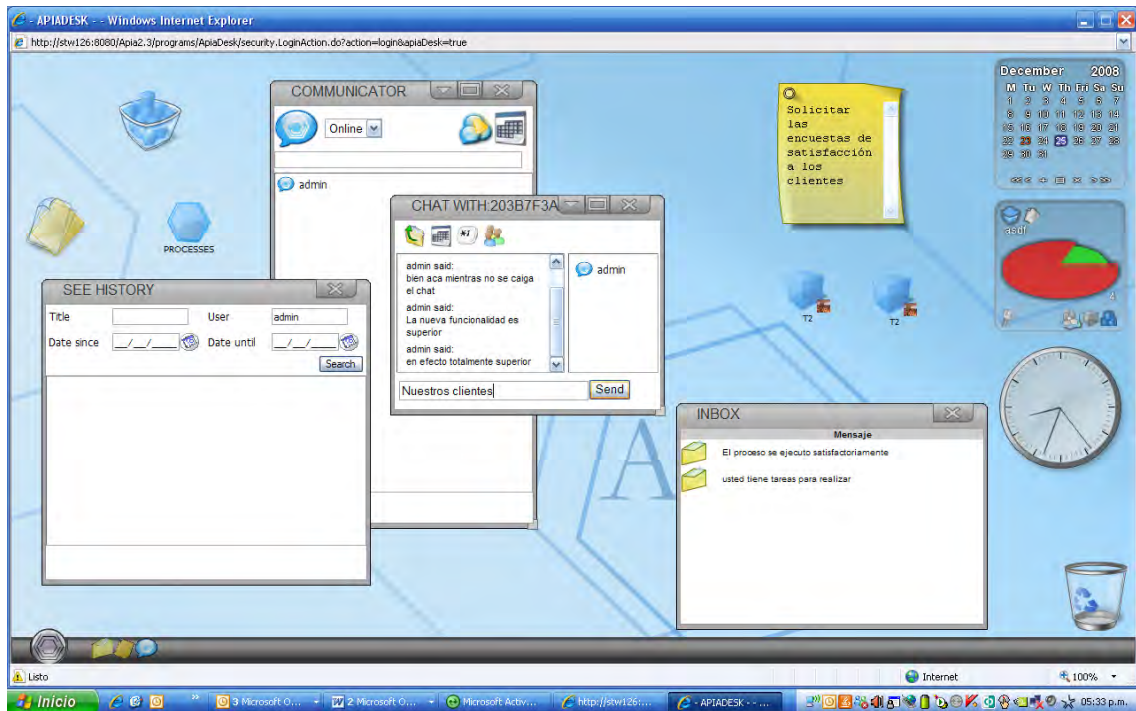 - APIADESK - - Windows Internet Explorer
http://stw126:8080/Apia2.3/programs/ApiaDesk/security.LoginAction.do?action=login&apiaDesk=true
PROCESSES
COMMUNICATOR
Online
admin
CHAT WITH:203B7F3A
admin said:
bien aca mientras no se caiga
el chat
admin said:
La nueva funcionalidad es
superior
admin said:
en efecto totalmente superior
admin
Nuestros clientes
Send
SEE HISTORY
Title
User
admin
Date since
__/__/____
Date until
__/__/____
Search
Solicitar
las
encuestas de
satisfacción
a los
clientes
T2
T2
December 2008
M Tu W Th Fri Sa Su
1 2 3 4 5 6 7
8 9 10 11 12 13 14
15 16 17 18 19 20 21
22 23 24 25 26 27 28
29 30 31
asdf
4
INBOX
Mensaje
El proceso se ejecuto satisfactoriamente
usted tiene tareas para realizar
A
Listo
Internet
100%
Inicio
3 Microsoft O...
2 Microsoft O...
Microsoft Activ...
http://stw126:...
- APIADESK - - ...
05:33 p.m.